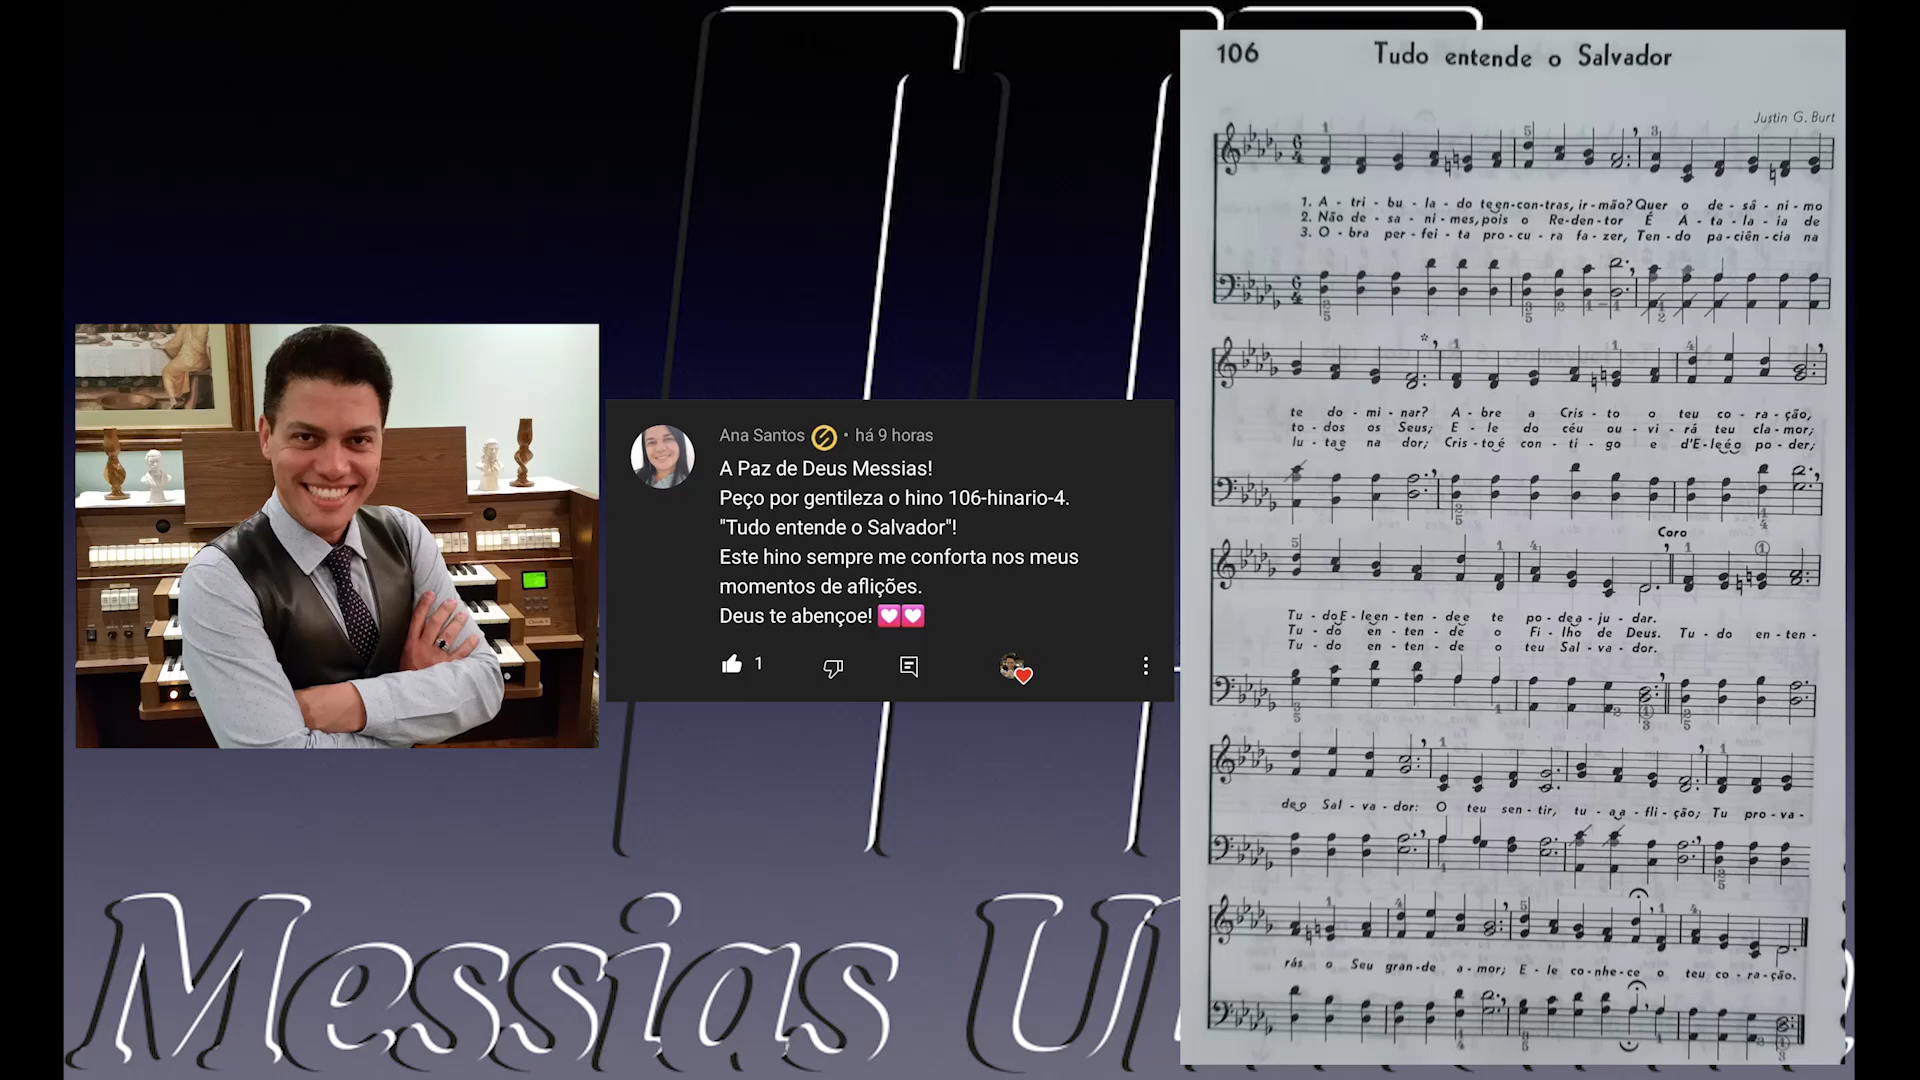 Ana Santos • há 9 horas
A Paz de Deus Messias!
Peço por gentileza o hino 106-hinario-4.
"Tudo entende o Salvador"!
Este hino sempre me conforta nos meus
momentos de aflições.
Deus te abençoe! 💟💟
1
Messias U
106 Tudo entende o Salvador
Justin G. Burt
1. A - tri - bu - la - do te en-con-tras, ir-mão? Quer o de - sâ - ni - mo
2. Não de - sa - ni - mes, pois o Re-den-tor É A - ta - la - ia de
3. O - bra per - fei - ta pro - cu - ra fa - zer, Ten - do pa - ciên - cia na
te do - mi - nar? A - bre a Cris - to o teu co - ra - ção,
to - dos os Seus; E - le do céu ou - vi - rá teu cla - mor;
lu - ta e na dor; Cris - to é con - ti - go e d'E-le é o po - der;
Coro
Tu - do E - le en - ten - de e te po - de a - ju - dar.
Tu - do en - ten - de o Fi - lho de Deus. Tu - do en - ten -
Tu - do en - ten - de o teu Sal - va - dor.
de o Sal - va - dor: O teu sen - tir, tu - a a - fli - ção; Tu pro - va -
rás o Seu gran-de a - mor; E - le co-nhe-ce o teu co - ra - ção.